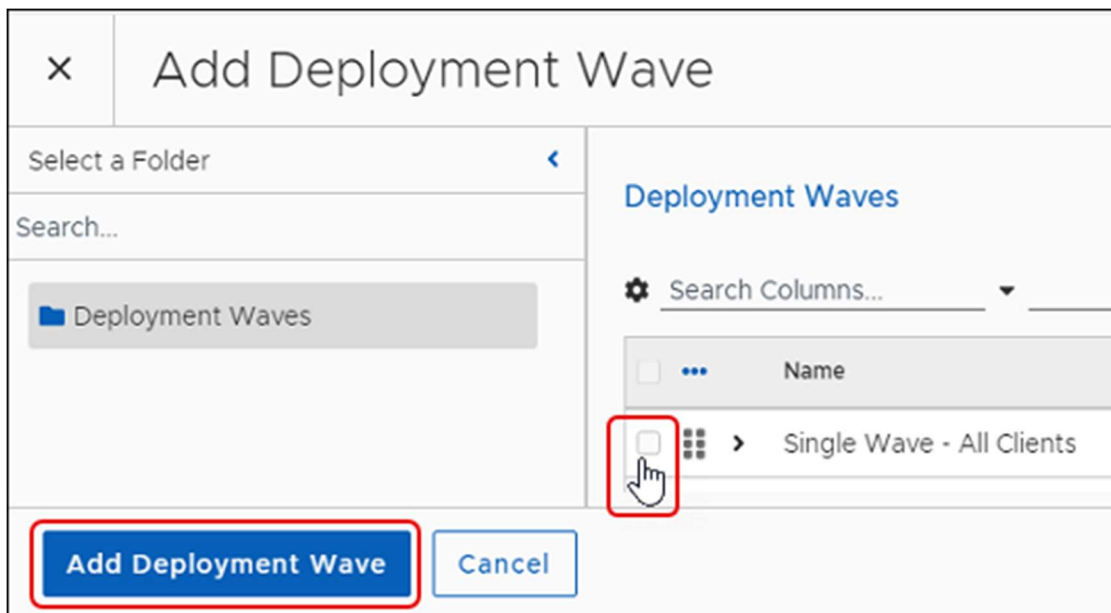 Add Deployment Wave
Select a Folder
Search...
Deployment Waves
Deployment Waves
Search Columns...
Name
Single Wave - All Clients
Add Deployment Wave
Cancel